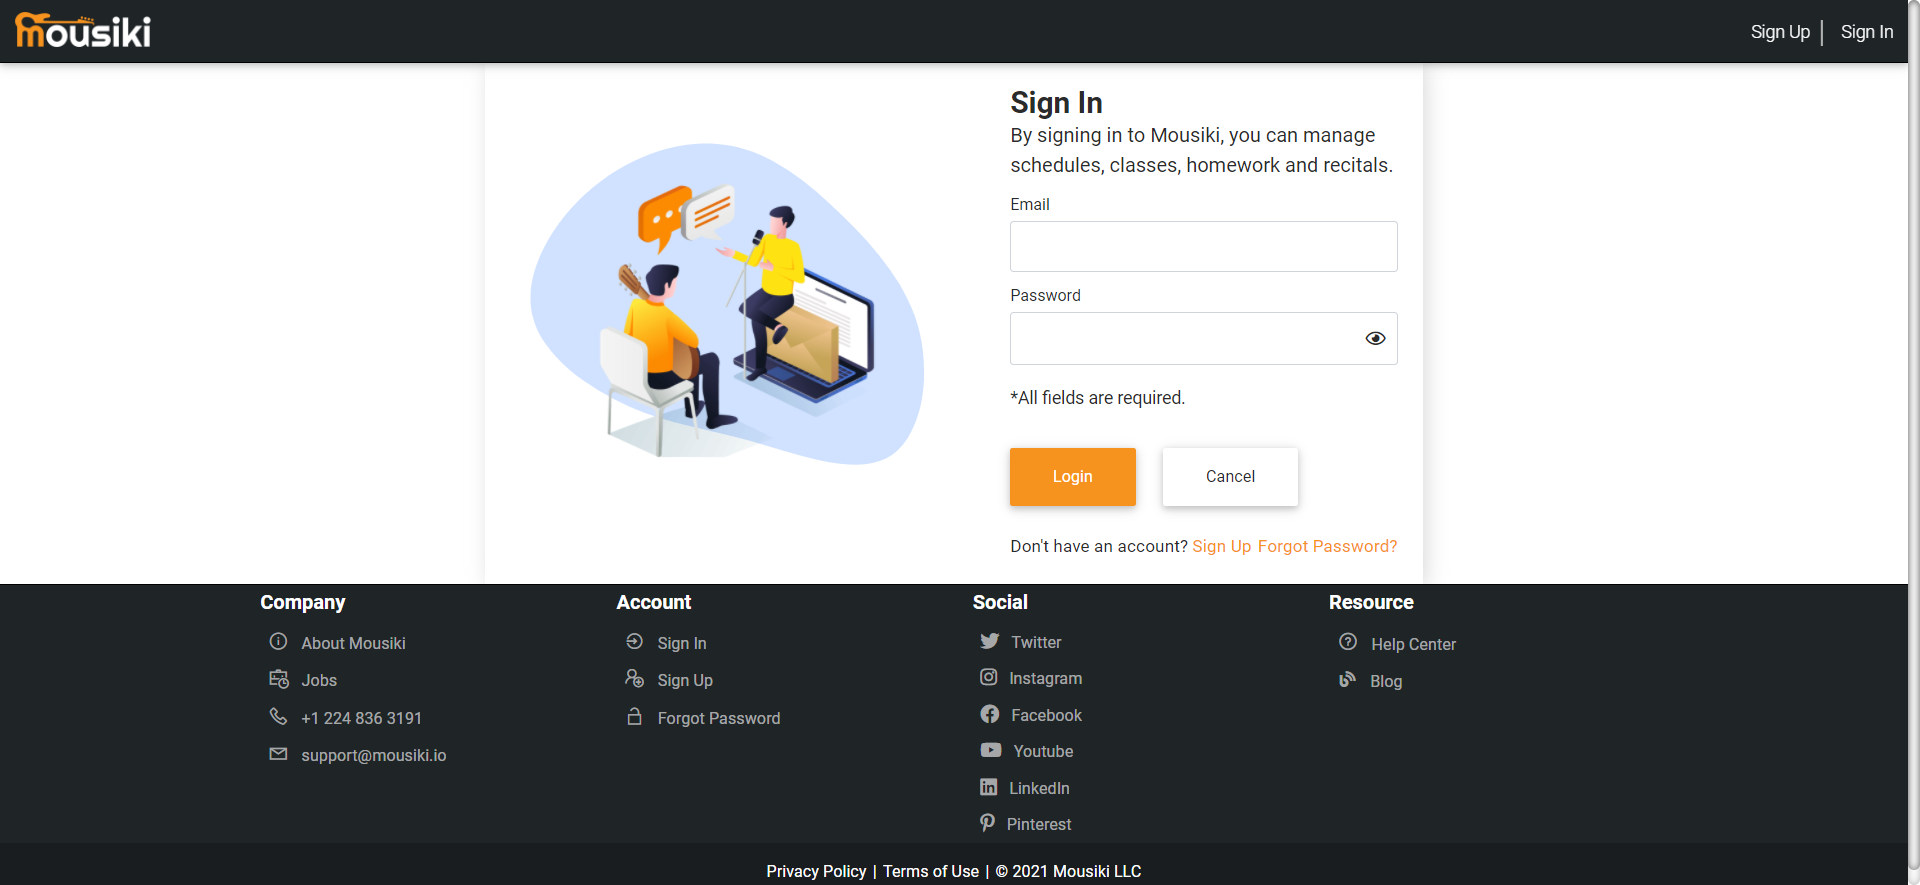 mousiki
Sign Up
Sign In
Sign In
By signing in to Mousiki, you can manage
schedules, classes, homework and recitals.
Email
Password
*All fields are required.
Login
Cancel
Don't have an account? Sign Up Forgot Password?
Company
About Mousiki
Jobs
+1 224 836 3191
support@mousiki.io
Account
Sign In
Sign Up
Forgot Password
Social
Twitter
Instagram
Facebook
Youtube
LinkedIn
Pinterest
Resource
Help Center
Blog
Privacy Policy | Terms of Use | © 2021 Mousiki LLC